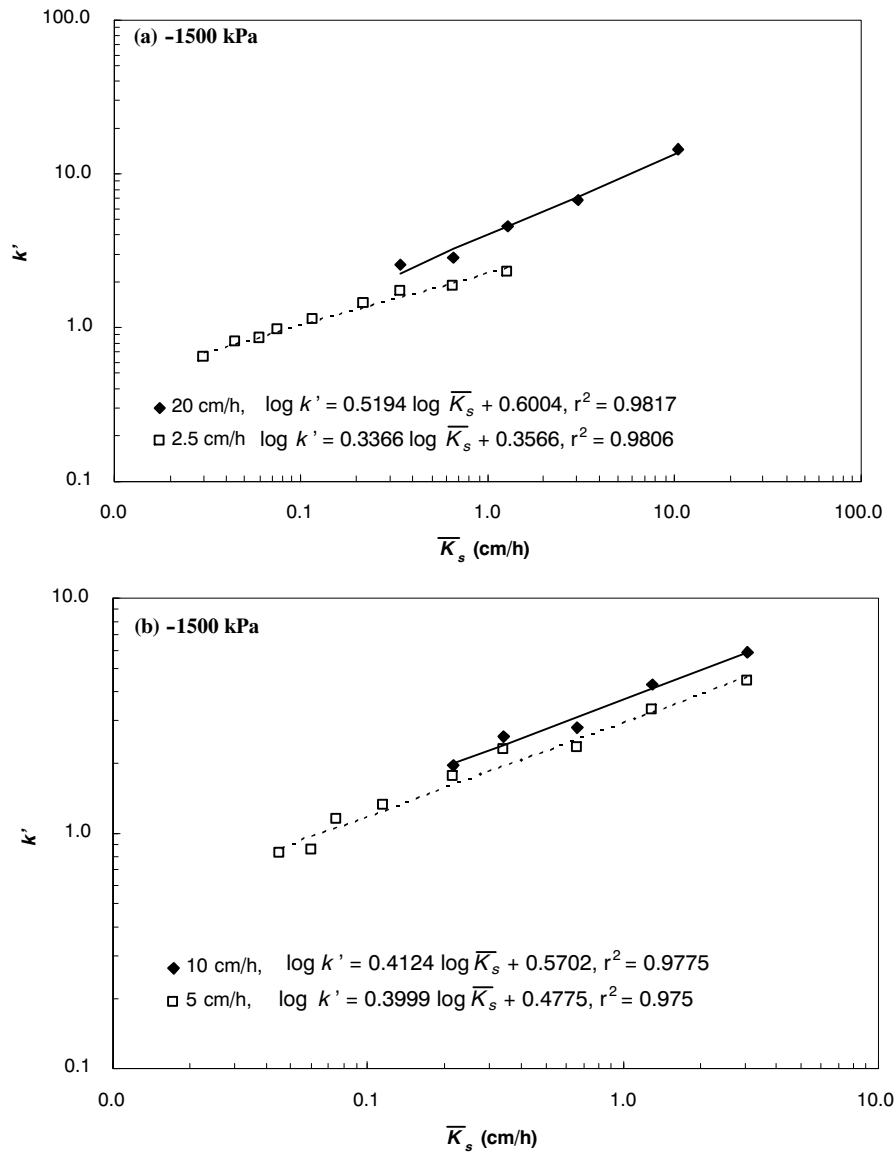 100.0
(a) -1500 kPa
10.0
k'
1.0
◆ 20 cm/h, log k ' = 0.5194 log K̅s + 0.6004, r² = 0.9817
□ 2.5 cm/h log k ' = 0.3366 log K̅s + 0.3566, r² = 0.9806
0.1
0.0 0.1 1.0 10.0 100.0
K̅s (cm/h)
10.0
(b) -1500 kPa
k'
1.0
◆ 10 cm/h, log k ' = 0.4124 log K̅s + 0.5702, r² = 0.9775
□ 5 cm/h, log k ' = 0.3999 log K̅s + 0.4775, r² = 0.975
0.1
0.0 0.1 1.0 10.0
K̅s (cm/h)